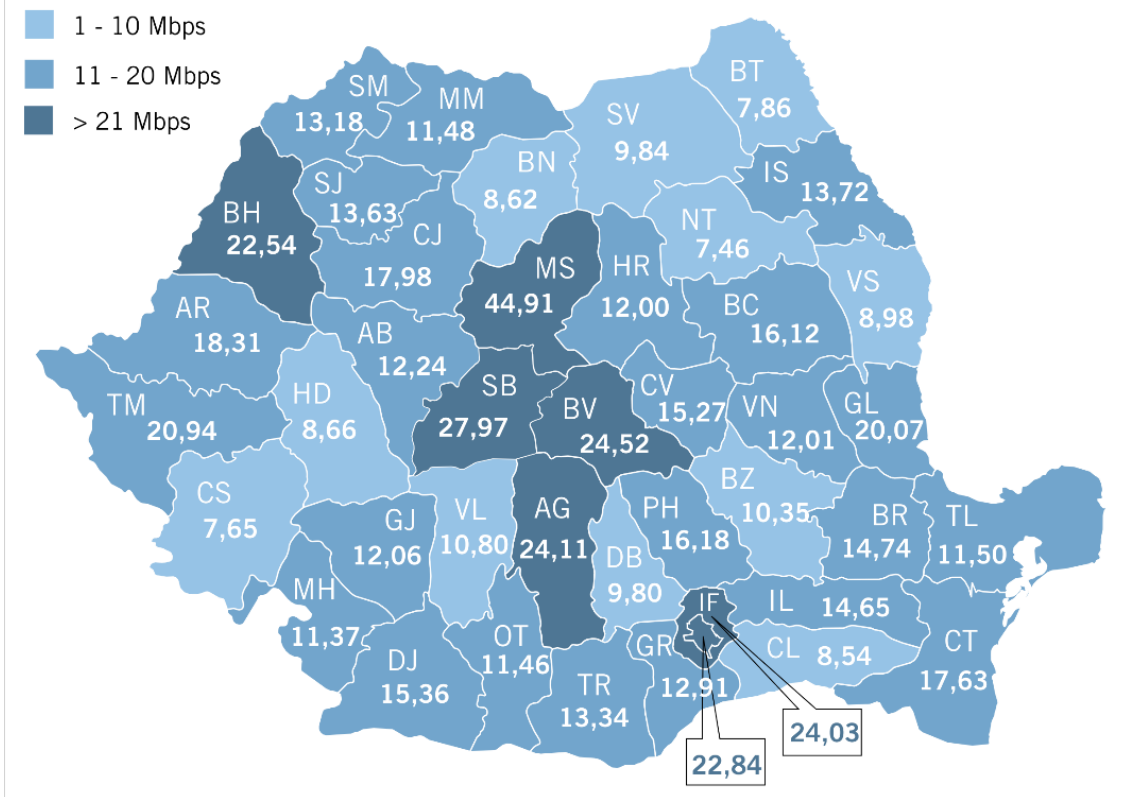 1 - 10 Mbps
11 - 20 Mbps
> 21 Mbps
SM
13,18
MM
11,48
SV
9,84
BT
7,86
BN
8,62
IS
13,72
SJ
13,63
BH
22,54
CJ
17,98
NT
7,46
MS
44,91
HR
12,00
VS
8,98
BC
16,12
AR
18,31
AB
12,24
SB
27,97
BV
24,52
CV
15,27
VN
12,01
GL
20,07
TM
20,94
HD
8,66
CS
7,65
GJ
12,06
VL
10,80
AG
24,11
DB
9,80
PH
16,18
BZ
10,35
BR
14,74
TL
11,50
MH
11,37
DJ
15,36
OT
11,46
TR
13,34
GR
12,91
IF
IL
14,65
CL
8,54
CT
17,63
24,03
22,84